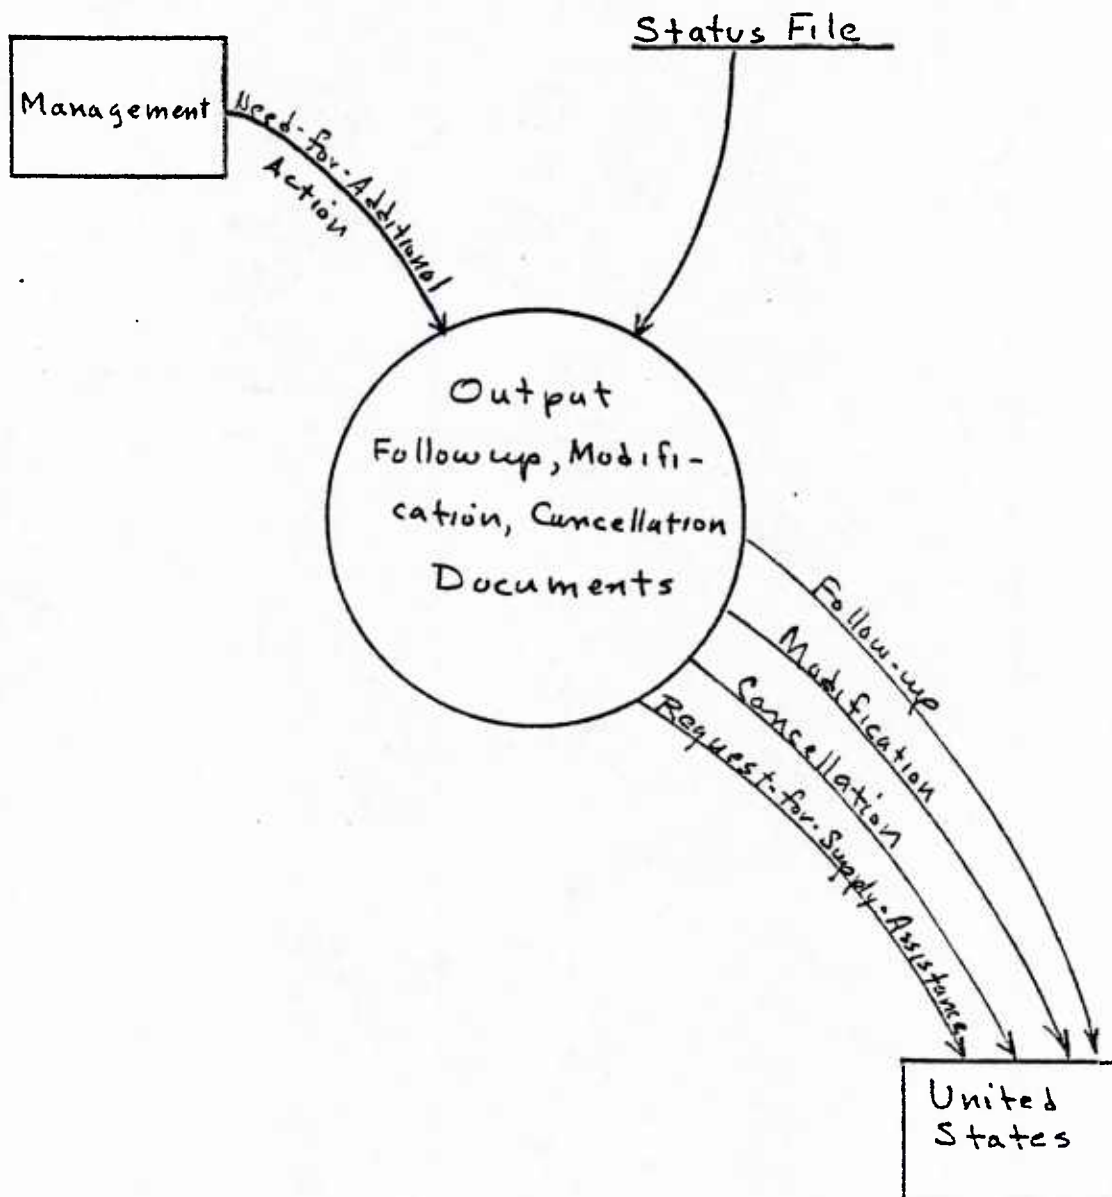 Status File
Management
Need-for-Additional
Action
Output
Followup, Modifi-
cation, Cancellation
Documents
Follow-up
Modification
Cancellation
Request-for-Supply-Assistance
United
States